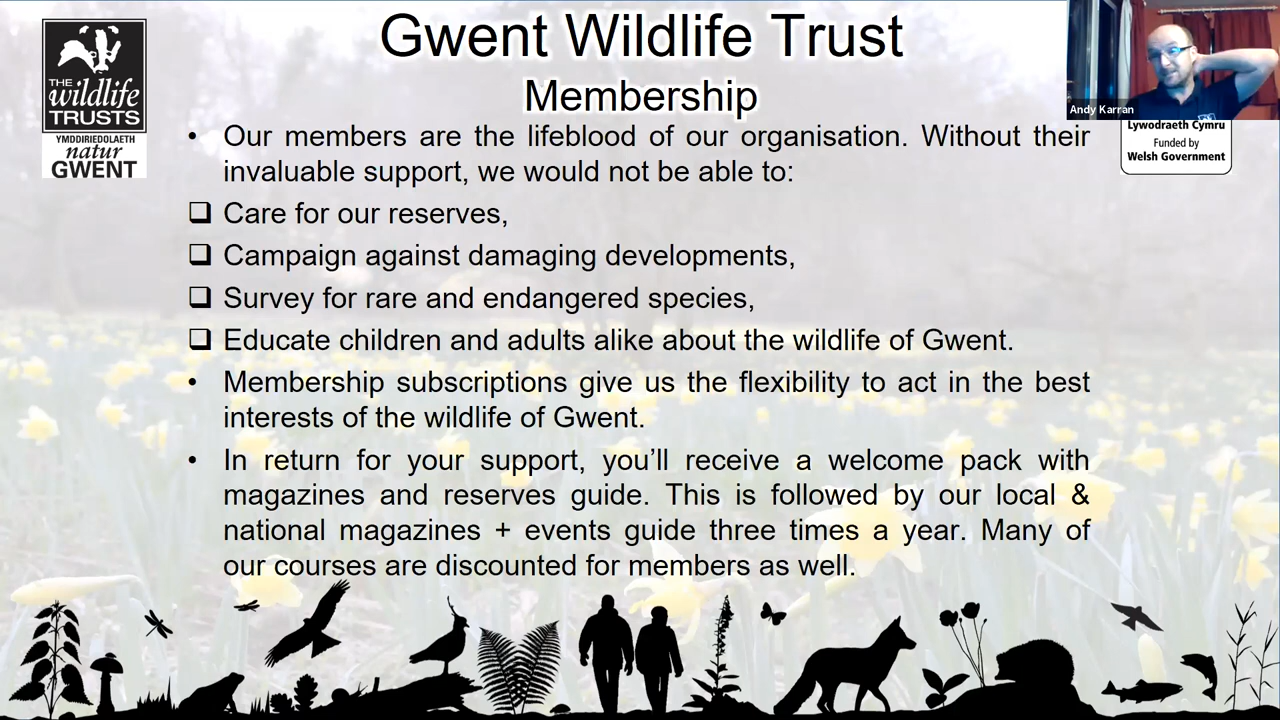 Gwent Wildlife Trust
Membership
THE
wildlife
TRUSTS
YMDDIRIEDOLAETH
natur
GWENT
Andy Karran
Lywodraeth Cymru
Funded by
Welsh Government
• Our members are the lifeblood of our organisation. Without their
invaluable support, we would not be able to:
❑ Care for our reserves,
❑ Campaign against damaging developments,
❑ Survey for rare and endangered species,
❑ Educate children and adults alike about the wildlife of Gwent.
• Membership subscriptions give us the flexibility to act in the best
interests of the wildlife of Gwent.
• In return for your support, you’ll receive a welcome pack with
magazines and reserves guide. This is followed by our local &
national magazines + events guide three times a year. Many of
our courses are discounted for members as well.